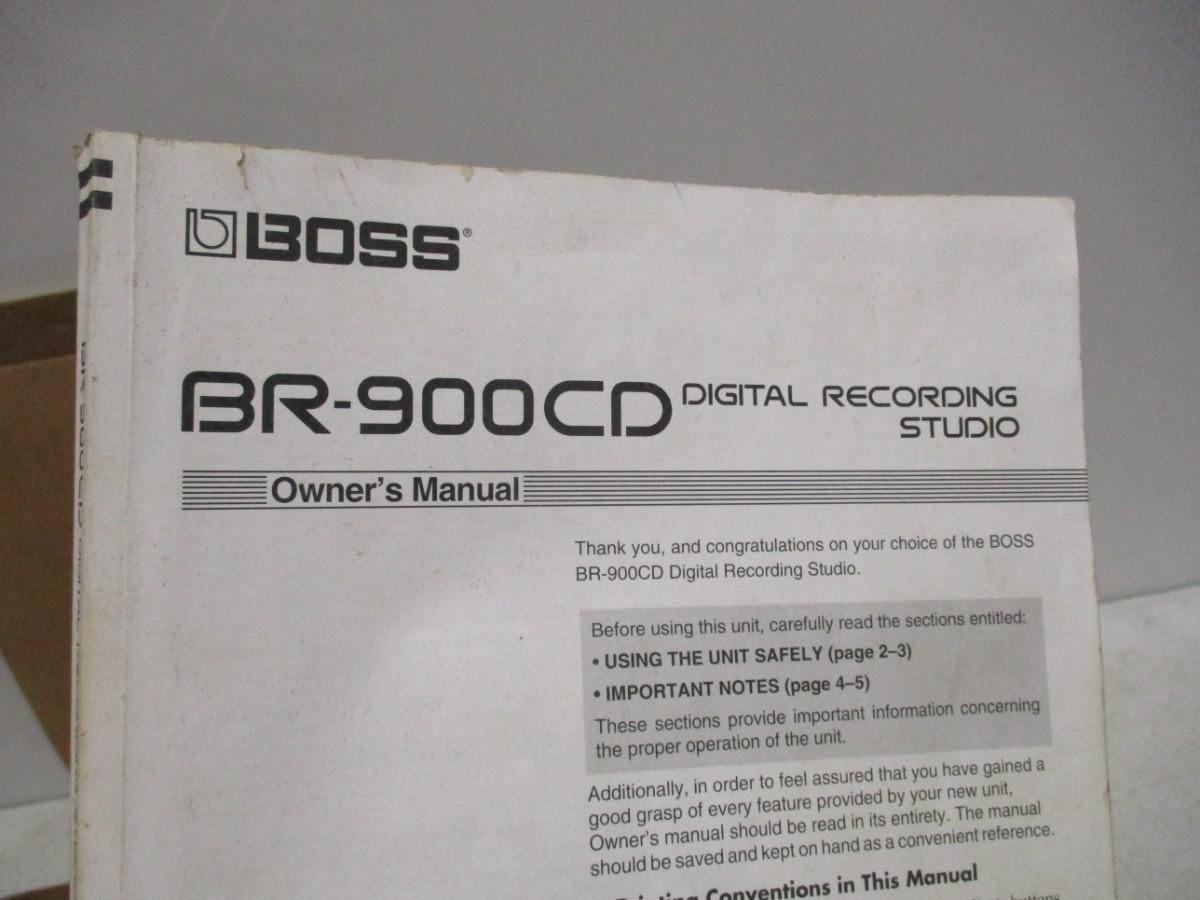 BOSS®
BR-900CD DIGITAL RECORDING
STUDIO
Owner's Manual
Thank you, and congratulations on your choice of the BOSS
BR-900CD Digital Recording Studio.
Before using this unit, carefully read the sections entitled:
• USING THE UNIT SAFELY (page 2–3)
• IMPORTANT NOTES (page 4–5)
These sections provide important information concerning
the proper operation of the unit.
Additionally, in order to feel assured that you have gained a
good grasp of every feature provided by your new unit,
Owner's manual should be read in its entirety. The manual
should be saved and kept on hand as a convenient reference.
Printing Conventions in This Manual
buttons